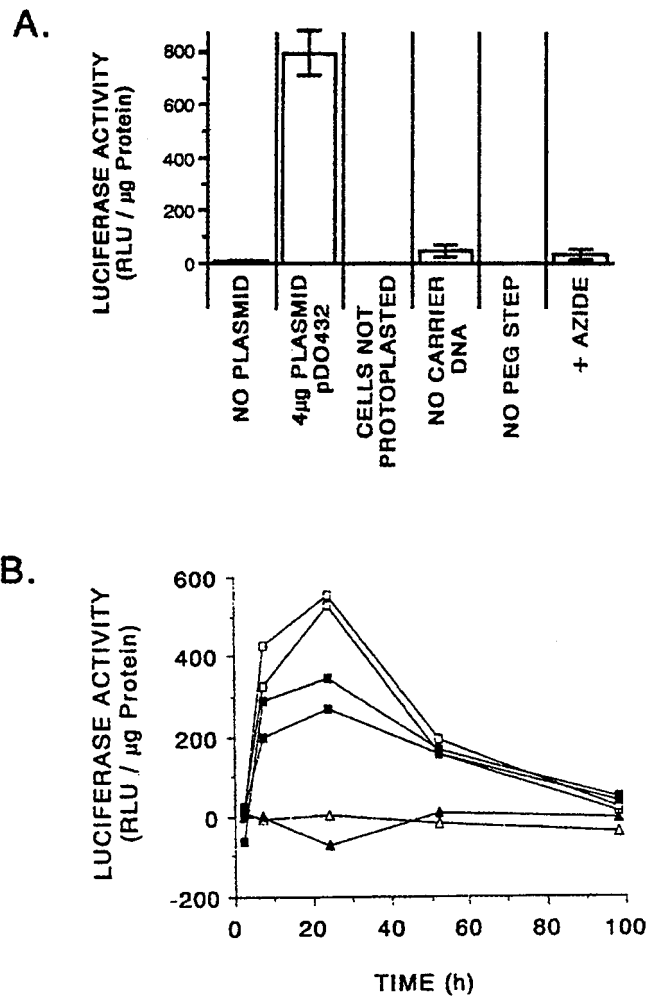 A.
LUCIFERASE ACTIVITY
(RLU / µg Protein)
800
600
400
200
0
NO PLASMID
4µg PLASMID
pDO432
CELLS NOT
PROTOPLASTED
NO CARRIER
DNA
NO PEG STEP
+ AZIDE
B.
LUCIFERASE ACTIVITY
(RLU / µg Protein)
600
400
200
0
-200
0
20
40
60
80
100
TIME (h)